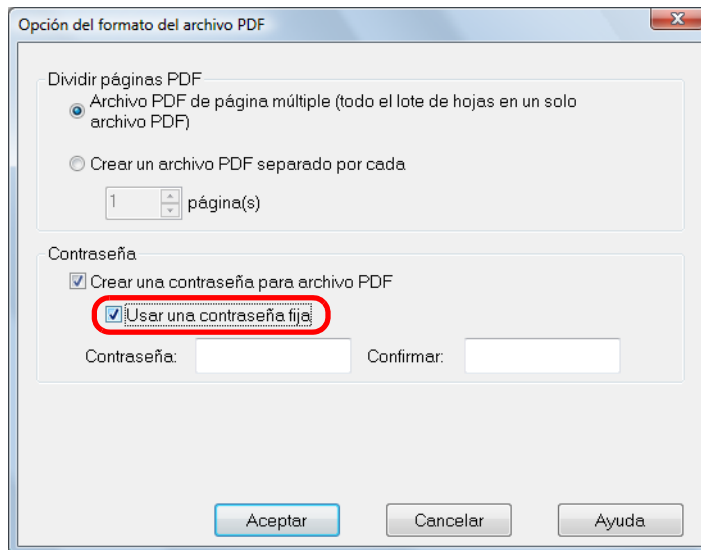 Opción del formato del archivo PDF
Dividir páginas PDF
Archivo PDF de página múltiple (todo el lote de hojas en un solo
archivo PDF)
Crear un archivo PDF separado por cada
1 página(s)
Contraseña
Crear una contraseña para archivo PDF
Usar una contraseña fija
Contraseña: Confirmar:
Aceptar Cancelar Ayuda